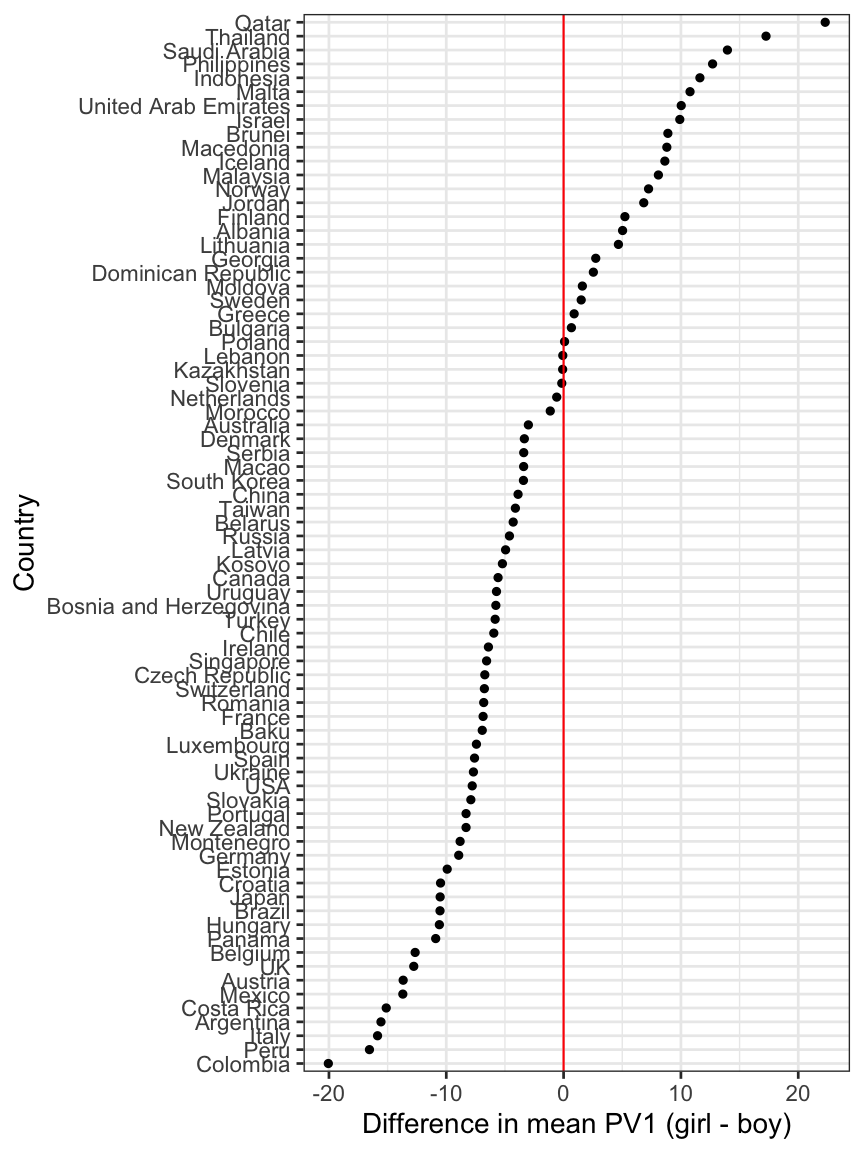 Qatar
Thailand
Saudi Arabia
Philippines
Indonesia
Malta
United Arab Emirates
Israel
Brunei
Macedonia
Iceland
Malaysia
Norway
Jordan
Finland
Albania
Lithuania
Georgia
Dominican Republic
Moldova
Sweden
Greece
Bulgaria
Poland
Lebanon
Kazakhstan
Slovenia
Netherlands
Morocco
Australia
Denmark
Serbia
Macao
South Korea
China
Taiwan
Belarus
Russia
Latvia
Kosovo
Canada
Uruguay
Bosnia and Herzegovina
Turkey
Chile
Ireland
Singapore
Czech Republic
Switzerland
Romania
France
Baku
Luxembourg
Spain
Ukraine
USA
Slovakia
Portugal
New Zealand
Montenegro
Germany
Estonia
Croatia
Japan
Brazil
Hungary
Panama
Belgium
UK
Austria
Mexico
Costa Rica
Argentina
Italy
Peru
Colombia
Country
-20 -10 0 10 20
Difference in mean PV1 (girl - boy)